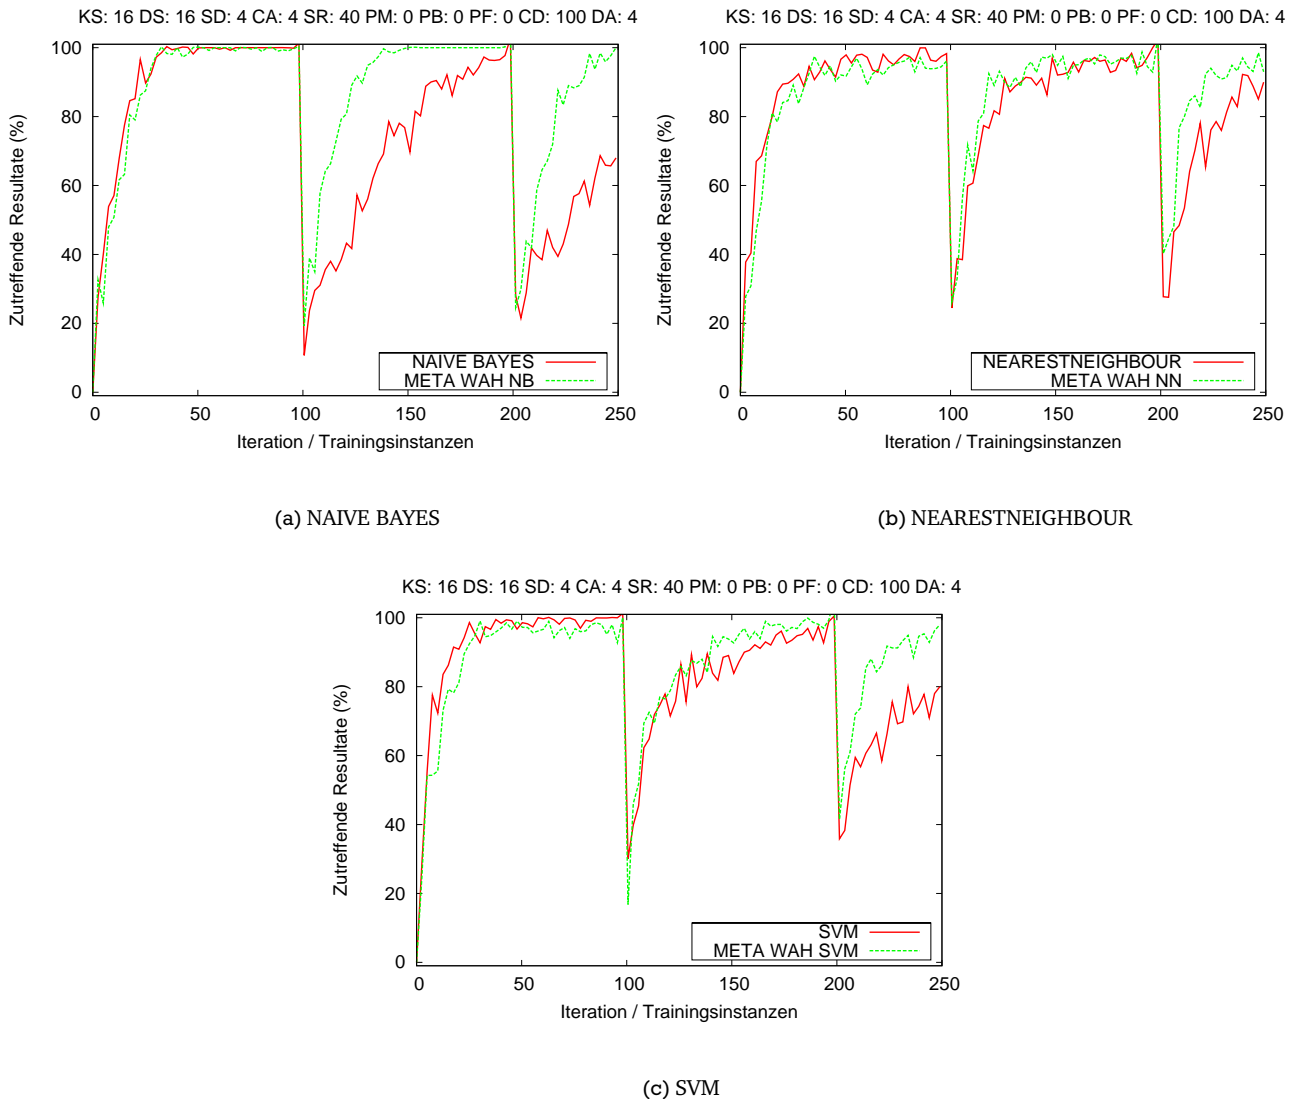 KS: 16 DS: 16 SD: 4 CA: 4 SR: 40 PM: 0 PB: 0 PF: 0 CD: 100 DA: 4
100
80
60
40
20
0
Zutreffende Resultate (%)
NAIVE BAYES
META WAH NB
0 50 100 150 200 250
Iteration / Trainingsinstanzen
(a) NAIVE BAYES
KS: 16 DS: 16 SD: 4 CA: 4 SR: 40 PM: 0 PB: 0 PF: 0 CD: 100 DA: 4
100
80
60
40
20
0
Zutreffende Resultate (%)
NEARESTNEIGHBOUR
META WAH NN
0 50 100 150 200 250
Iteration / Trainingsinstanzen
(b) NEARESTNEIGHBOUR
KS: 16 DS: 16 SD: 4 CA: 4 SR: 40 PM: 0 PB: 0 PF: 0 CD: 100 DA: 4
100
80
60
40
20
0
Zutreffende Resultate (%)
SVM
META WAH SVM
0 50 100 150 200 250
Iteration / Trainingsinstanzen
(c) SVM